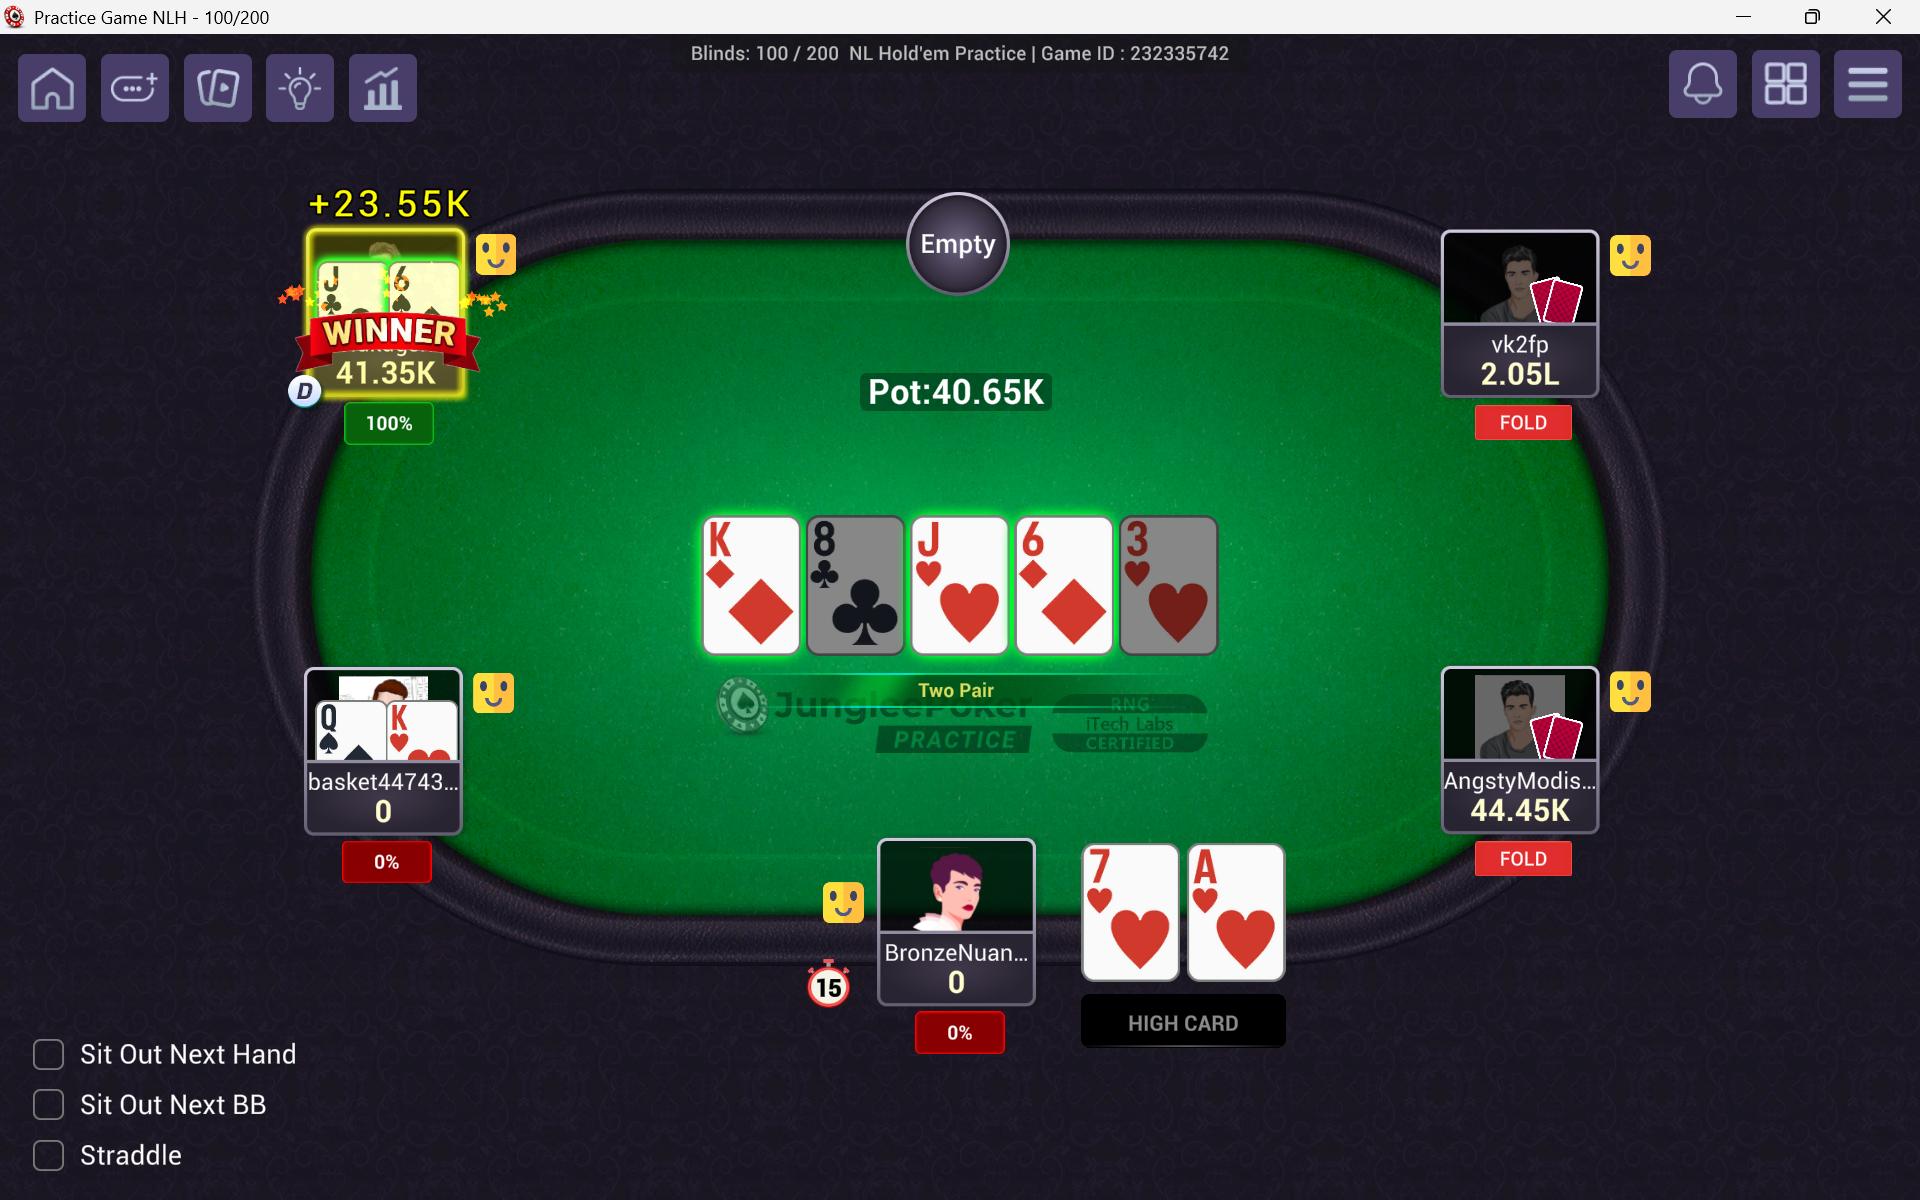 Practice Game NLH - 100/200
Blinds: 100 / 200 NL Hold'em Practice | Game ID : 232335742
+23.55K
J 6
WINNER
41.35K
D
100%
Empty
vk2fp
2.05L
FOLD
Pot:40.65K
K 8 J 6 3
Two Pair
JungleePoker
PRACTICE
RNG
iTech Labs
CERTIFIED
Q K
basket44743...
0
0%
AngstyModis...
44.45K
FOLD
BronzeNuan...
0
15
0%
7 A
HIGH CARD
Sit Out Next Hand
Sit Out Next BB
Straddle